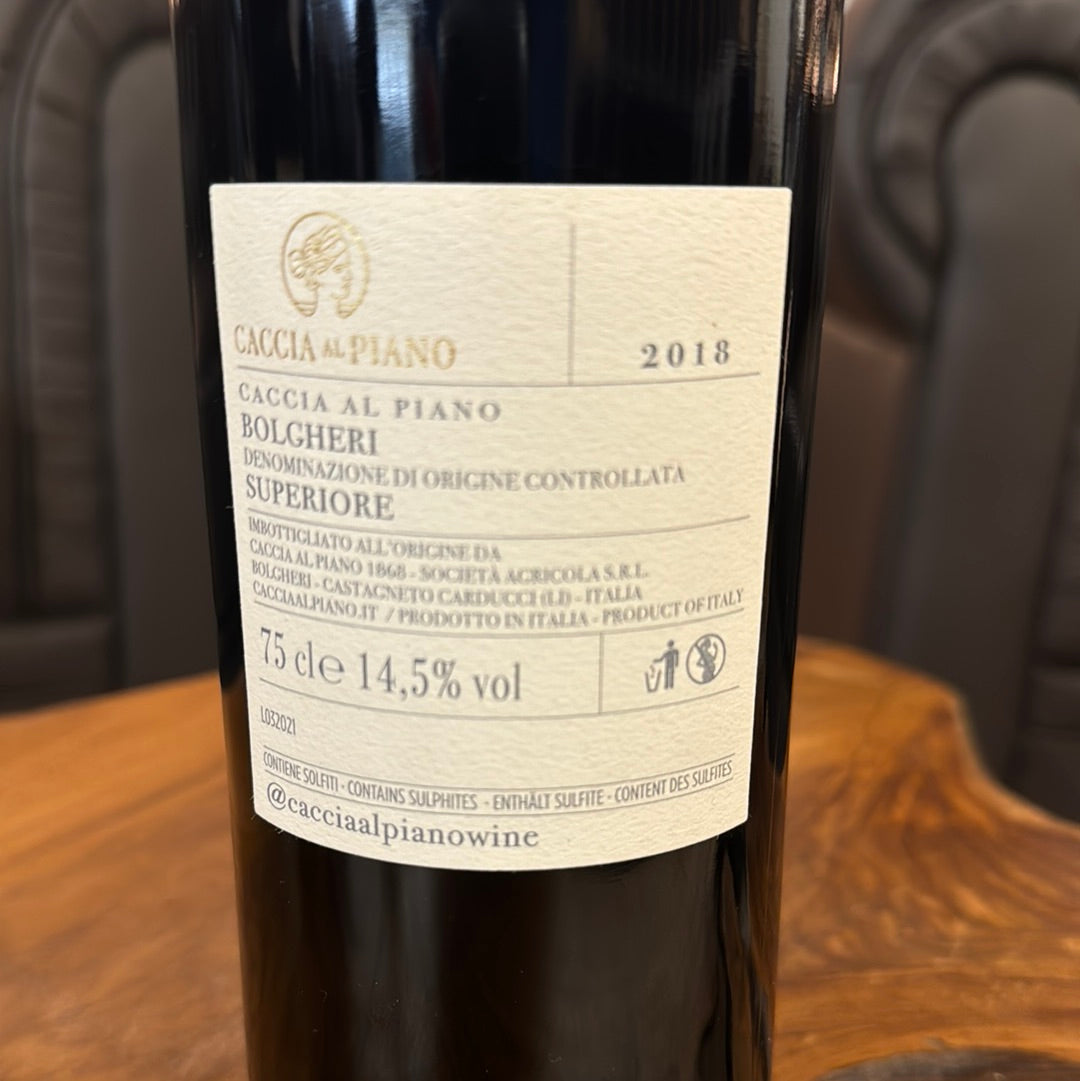 CACCIA AL PIANO
2018
CACCIA AL PIANO
BOLGHERI
DENOMINAZIONE DI ORIGINE CONTROLLATA
SUPERIORE
IMBOTTIGLIATO ALL'ORIGINE DA
CACCIA AL PIANO 1868 - SOCIETÀ AGRICOLA S.R.L.
BOLGHERI - CASTAGNETO CARDUCCI (LI) - ITALIA
CACCIAALPIANO.IT / PRODOTTO IN ITALIA - PRODUCT OF ITALY
75 cl e 14,5% vol
L032021
CONTIENE SOLFITI - CONTAINS SULPHITES - ENTHÄLT SULFITE - CONTENT DES SULFITES
@cacciaalpianowine